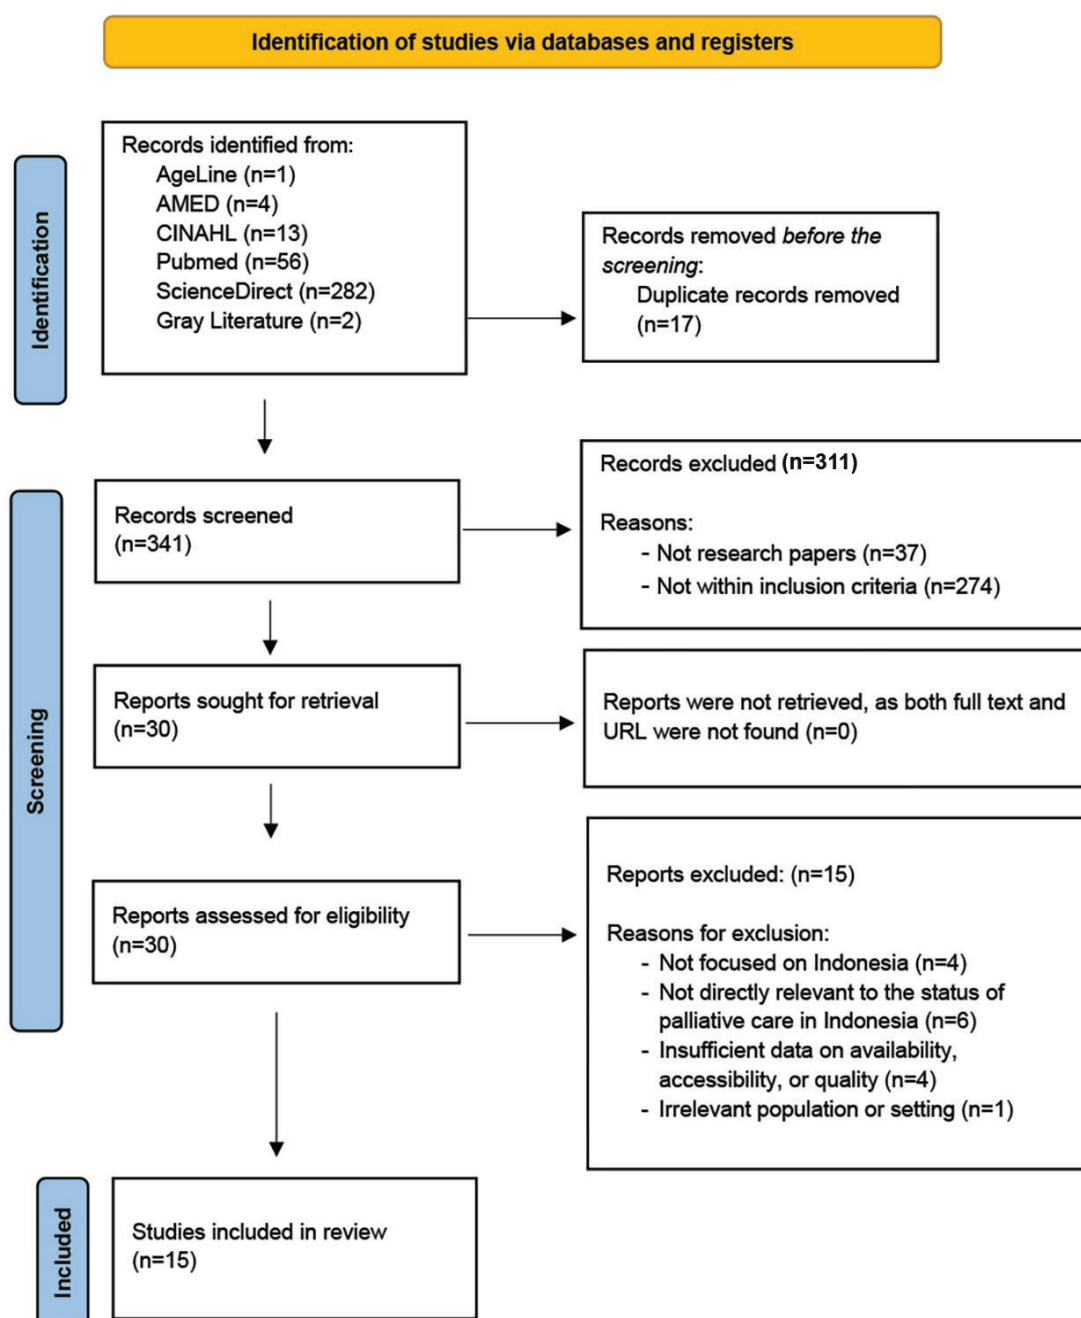 Identification of studies via databases and registers
Identification
Records identified from:
AgeLine (n=1)
AMED (n=4)
CINAHL (n=13)
Pubmed (n=56)
ScienceDirect (n=282)
Gray Literature (n=2)
Records removed before the
screening:
Duplicate records removed
(n=17)
Screening
Records screened
(n=341)
Records excluded (n=311)
Reasons:
- Not research papers (n=37)
- Not within inclusion criteria (n=274)
Reports sought for retrieval
(n=30)
Reports were not retrieved, as both full text and
URL were not found (n=0)
Reports assessed for eligibility
(n=30)
Reports excluded: (n=15)
Reasons for exclusion:
- Not focused on Indonesia (n=4)
- Not directly relevant to the status of
palliative care in Indonesia (n=6)
- Insufficient data on availability,
accessibility, or quality (n=4)
- Irrelevant population or setting (n=1)
Included
Studies included in review
(n=15)